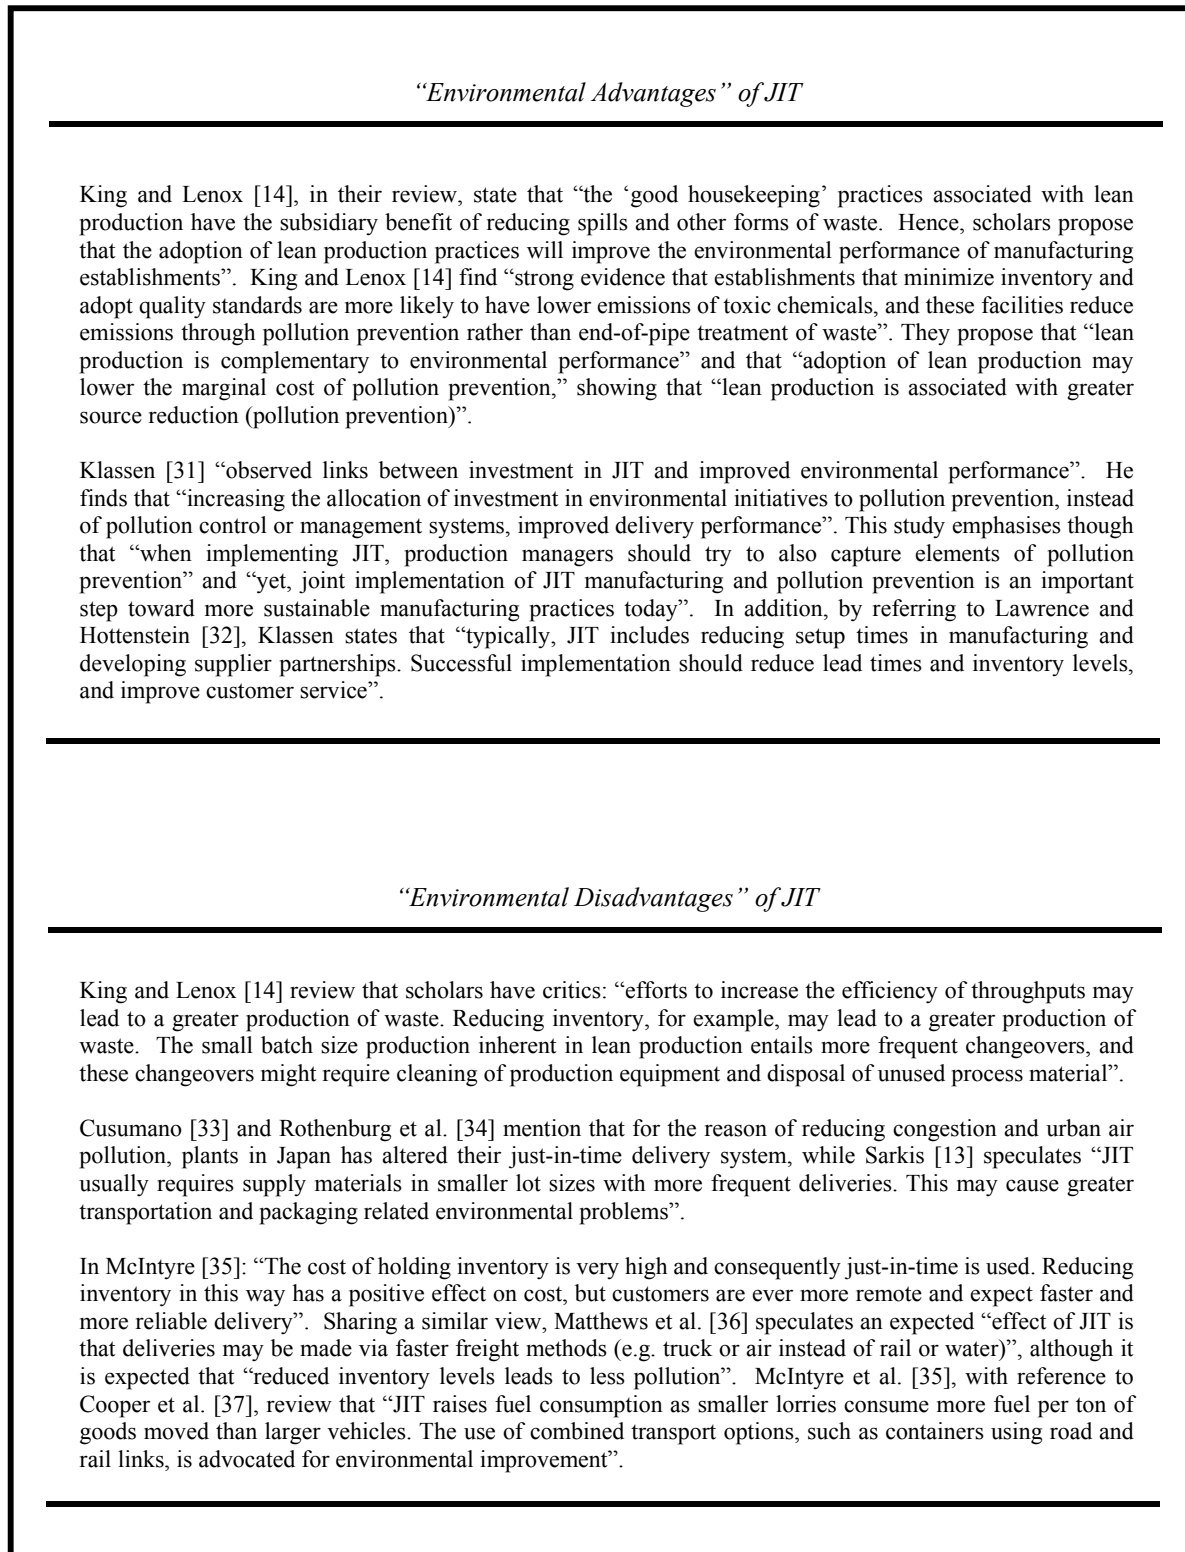 “Environmental Advantages” of JIT
King and Lenox [14], in their review, state that “the ‘good housekeeping’ practices associated with lean
production have the subsidiary benefit of reducing spills and other forms of waste.  Hence, scholars propose
that the adoption of lean production practices will improve the environmental performance of manufacturing
establishments”.  King and Lenox [14] find “strong evidence that establishments that minimize inventory and
adopt quality standards are more likely to have lower emissions of toxic chemicals, and these facilities reduce
emissions through pollution prevention rather than end-of-pipe treatment of waste”. They propose that “lean
production is complementary to environmental performance” and that “adoption of lean production may
lower the marginal cost of pollution prevention,” showing that “lean production is associated with greater
source reduction (pollution prevention)”.
Klassen [31] “observed links between investment in JIT and improved environmental performance”.  He
finds that “increasing the allocation of investment in environmental initiatives to pollution prevention, instead
of pollution control or management systems, improved delivery performance”. This study emphasises though
that “when implementing JIT, production managers should try to also capture elements of pollution
prevention” and “yet, joint implementation of JIT manufacturing and pollution prevention is an important
step toward more sustainable manufacturing practices today”.  In addition, by referring to Lawrence and
Hottenstein [32], Klassen states that “typically, JIT includes reducing setup times in manufacturing and
developing supplier partnerships. Successful implementation should reduce lead times and inventory levels,
and improve customer service”.
“Environmental Disadvantages” of JIT
King and Lenox [14] review that scholars have critics: “efforts to increase the efficiency of throughputs may
lead to a greater production of waste. Reducing inventory, for example, may lead to a greater production of
waste.  The small batch size production inherent in lean production entails more frequent changeovers, and
these changeovers might require cleaning of production equipment and disposal of unused process material”.
Cusumano [33] and Rothenburg et al. [34] mention that for the reason of reducing congestion and urban air
pollution, plants in Japan has altered their just-in-time delivery system, while Sarkis [13] speculates “JIT
usually requires supply materials in smaller lot sizes with more frequent deliveries. This may cause greater
transportation and packaging related environmental problems”.
In McIntyre [35]: “The cost of holding inventory is very high and consequently just-in-time is used. Reducing
inventory in this way has a positive effect on cost, but customers are ever more remote and expect faster and
more reliable delivery”.  Sharing a similar view, Matthews et al. [36] speculates an expected “effect of JIT is
that deliveries may be made via faster freight methods (e.g. truck or air instead of rail or water)”, although it
is expected that “reduced inventory levels leads to less pollution”.  McIntyre et al. [35], with reference to
Cooper et al. [37], review that “JIT raises fuel consumption as smaller lorries consume more fuel per ton of
goods moved than larger vehicles. The use of combined transport options, such as containers using road and
rail links, is advocated for environmental improvement”.